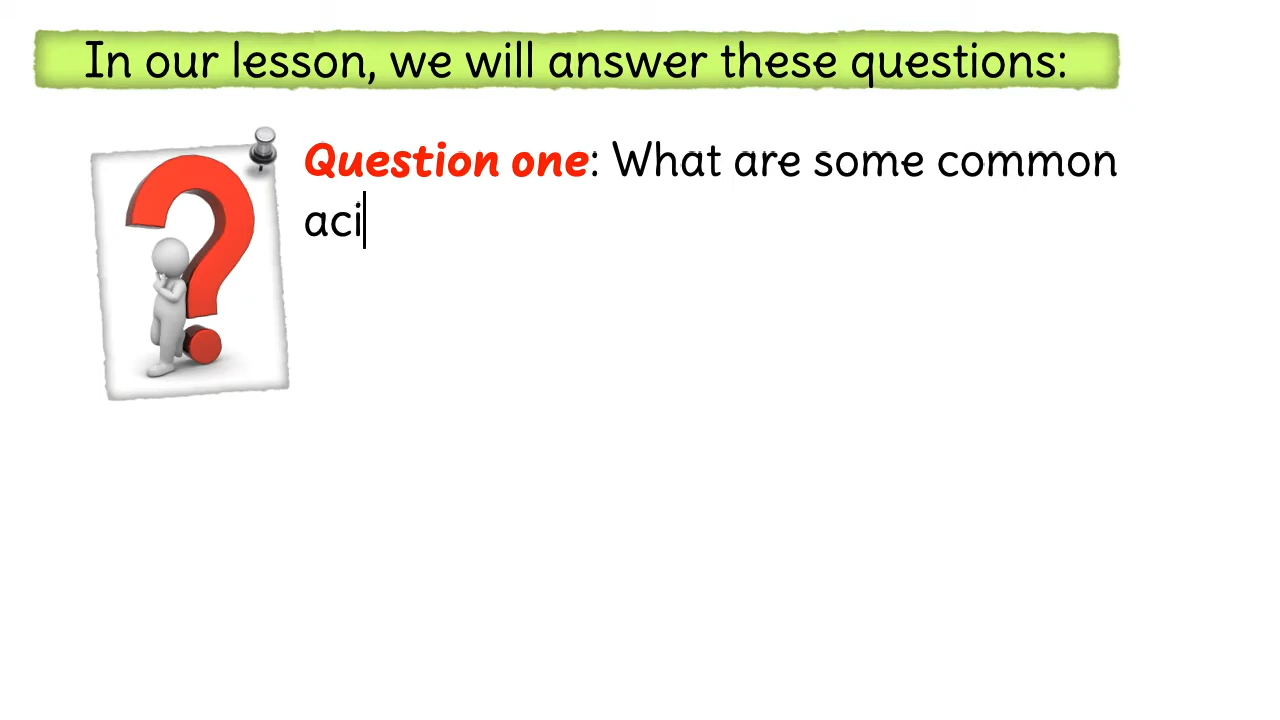 In our lesson, we will answer these questions:
Question one: What are some common
aci